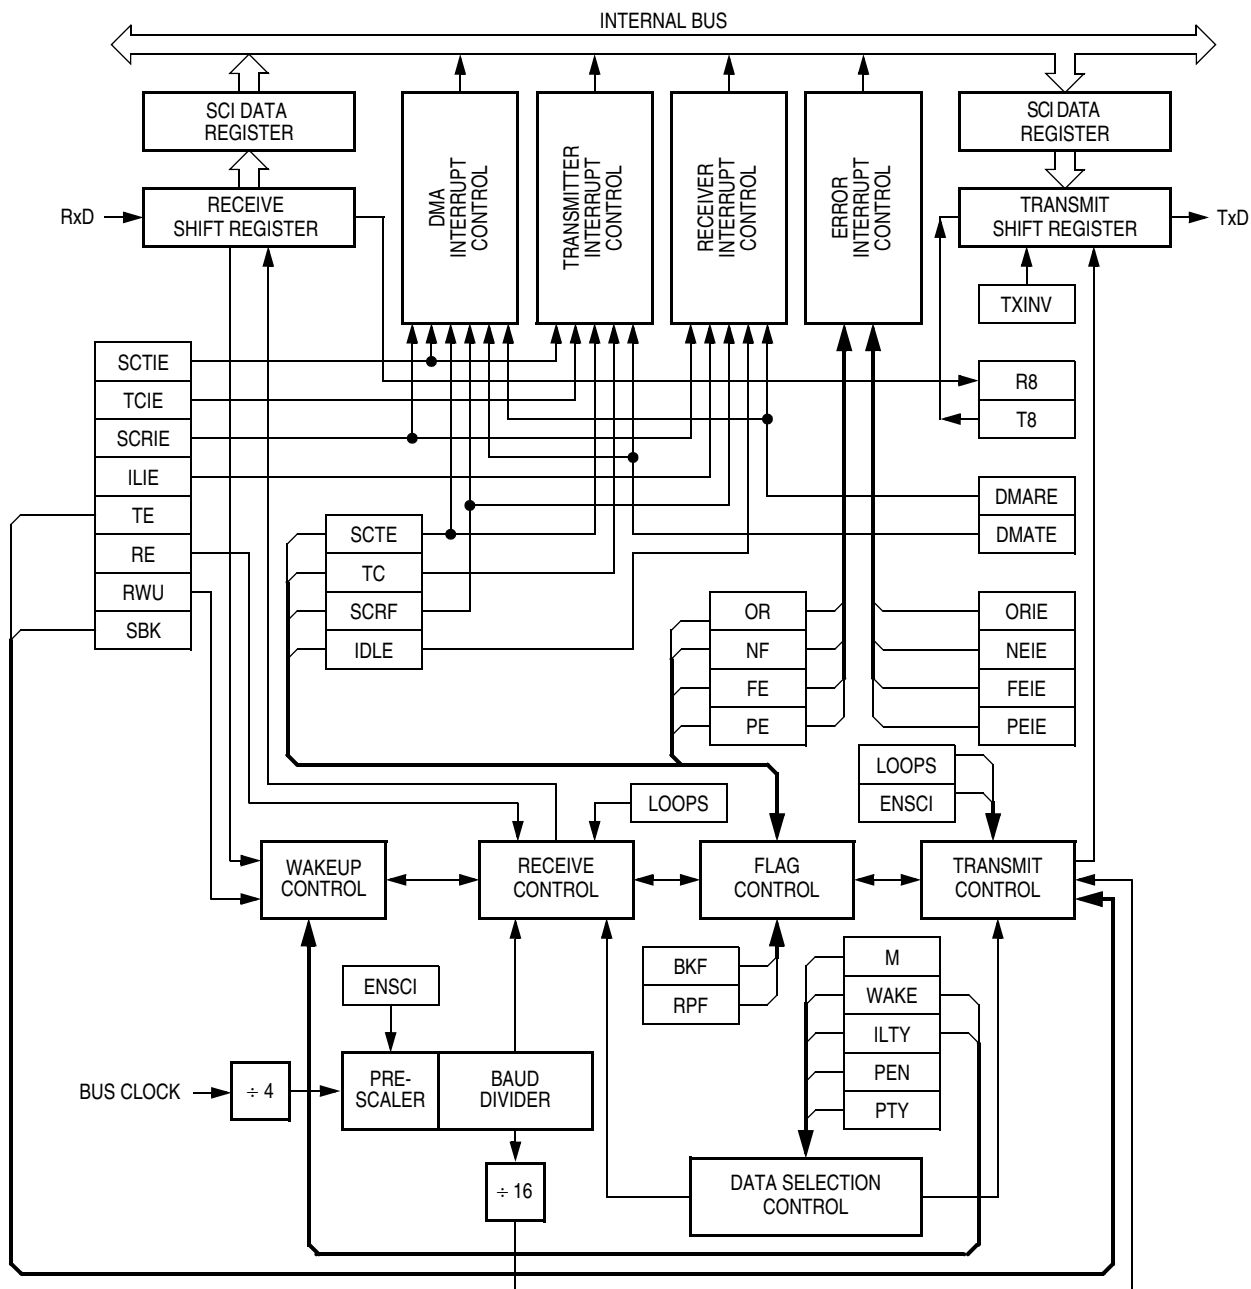 INTERNAL BUS
SCI DATA
REGISTER
SCI DATA
REGISTER
DMA
INTERRUPT
CONTROL
TRANSMITTER
INTERRUPT
CONTROL
RECEIVER
INTERRUPT
CONTROL
ERROR
INTERRUPT
CONTROL
RxD
RECEIVE
SHIFT REGISTER
TRANSMIT
SHIFT REGISTER
TxD
TXINV
SCTIE
TCIE
SCRIE
ILIE
TE
RE
RWU
SBK
R8
T8
DMARE
DMATE
SCTE
TC
SCRF
IDLE
OR
NF
FE
PE
ORIE
NEIE
FEIE
PEIE
LOOPS
ENSCI
LOOPS
WAKEUP
CONTROL
RECEIVE
CONTROL
FLAG
CONTROL
TRANSMIT
CONTROL
BKF
RPF
M
WAKE
ILTY
PEN
PTY
ENSCI
BUS CLOCK
÷ 4
PRE-
SCALER
BAUD
DIVIDER
÷ 16
DATA SELECTION
CONTROL